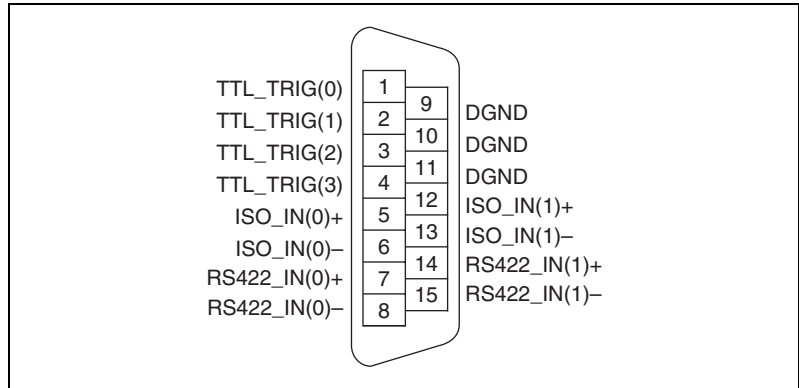 TTL_TRIG(0) 1
9 DGND
TTL_TRIG(1) 2
10 DGND
TTL_TRIG(2) 3
11 DGND
TTL_TRIG(3) 4
12 ISO_IN(1)+
ISO_IN(0)+ 5
13 ISO_IN(1)–
ISO_IN(0)– 6
14 RS422_IN(1)+
RS422_IN(0)+ 7
15 RS422_IN(1)–
RS422_IN(0)– 8